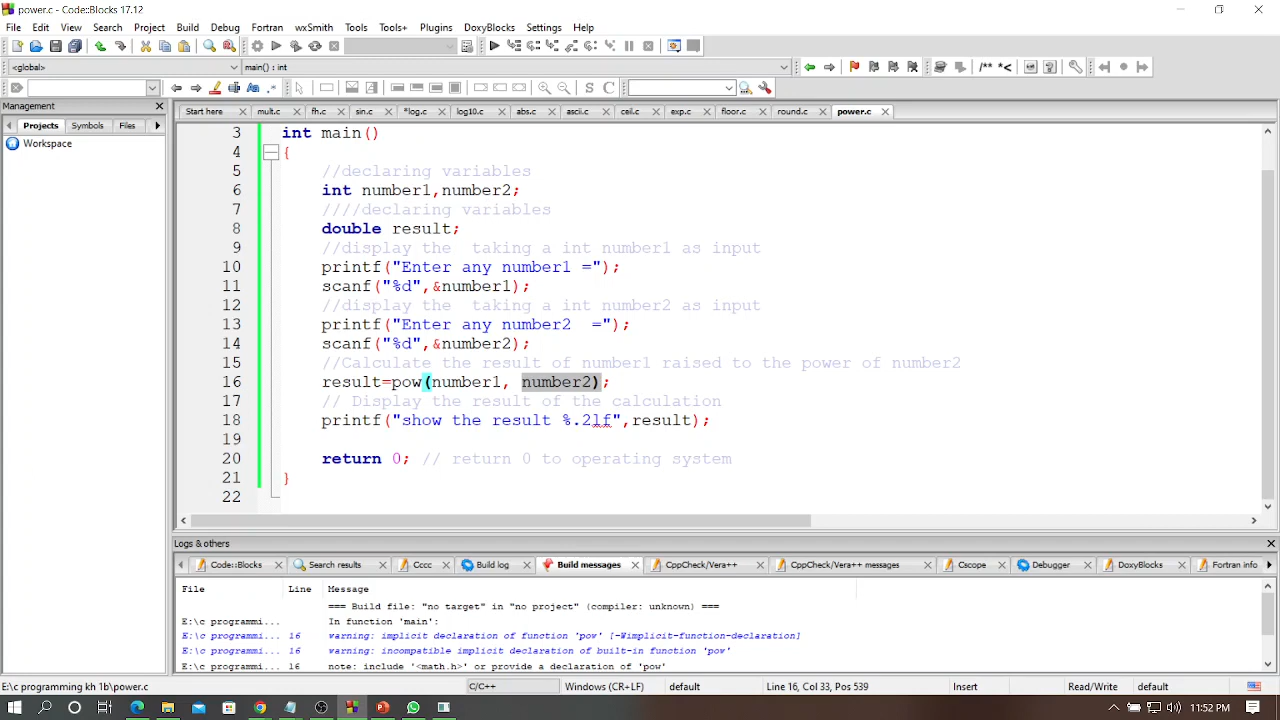 power.c - Code::Blocks 17.12
File Edit View Search Project Build Debug Fortran wxSmith Tools Tools+ Plugins DoxyBlocks Settings Help
<global> main() : int
/** *<
S C
Management
Projects Symbols Files
Workspace
Start here mult.c fh.c sin.c *log.c log10.c abs.c ascii.c ceil.c exp.c floor.c round.c power.c
3 int main()
4 {
5 //declaring variables
6 int number1,number2;
7 ////declaring variables
8 double result;
9 //display the  taking a int number1 as input
10 printf("Enter any number1 =");
11 scanf("%d",&number1);
12 //display the  taking a int number2 as input
13 printf("Enter any number2  =");
14 scanf("%d",&number2);
15 //Calculate the result of number1 raised to the power of number2
16 result=pow(number1, number2);
17 // Display the result of the calculation
18 printf("show the result %.2lf",result);
19
20 return 0; // return 0 to operating system
21 }
22
Logs & others
Code::Blocks Search results Cccc Build log Build messages CppCheck/Vera++ CppCheck/Vera++ messages Cscope Debugger DoxyBlocks Fortran info
File Line Message
=== Build file: "no target" in "no project" (compiler: unknown) ===
E:\c programmi... In function 'main':
E:\c programmi... 16 warning: implicit declaration of function 'pow' [-Wimplicit-function-declaration]
E:\c programmi... 16 warning: incompatible implicit declaration of built-in function 'pow'
E:\c programmi... 16 note: include '<math.h>' or provide a declaration of 'pow'
E:\c programming kh 1b\power.c C/C++ Windows (CR+LF) default Line 16, Col 33, Pos 539 Insert Read/Write default
11:52 PM